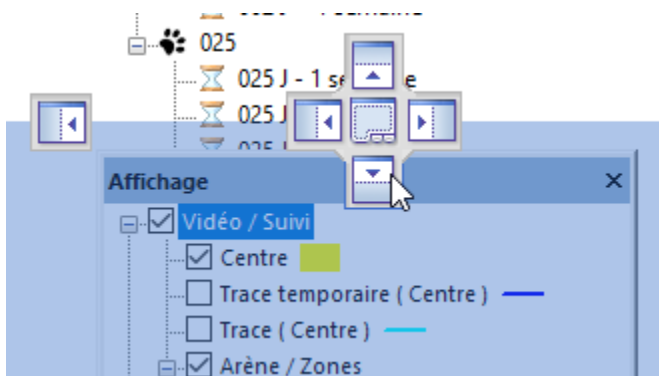 025
025 J - 1 se e
025 J
Affichage
Vidéo / Suivi
Centre
Trace temporaire ( Centre )
Trace ( Centre )
Arène / Zones